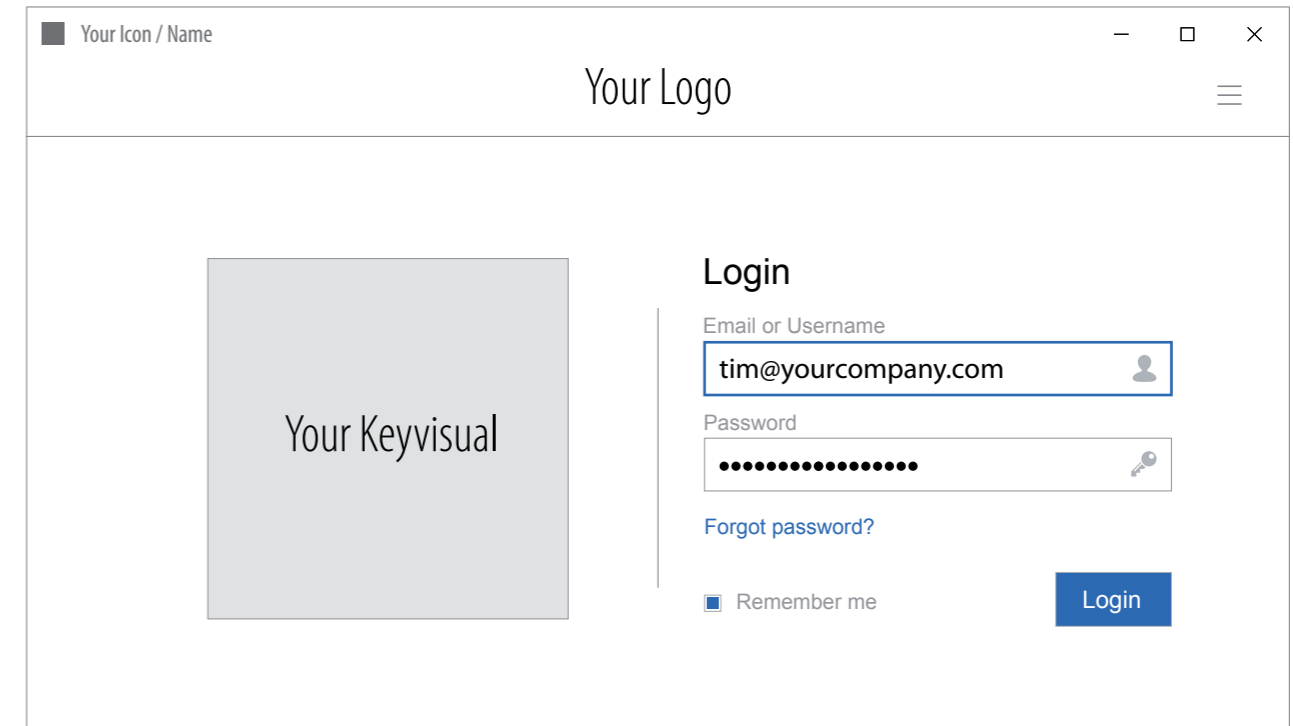 Your Icon / Name
Your Logo
Your Keyvisual
Login
Email or Username
tim@yourcompany.com
Password
•••••••••••••••••
Forgot password?
Remember me
Login